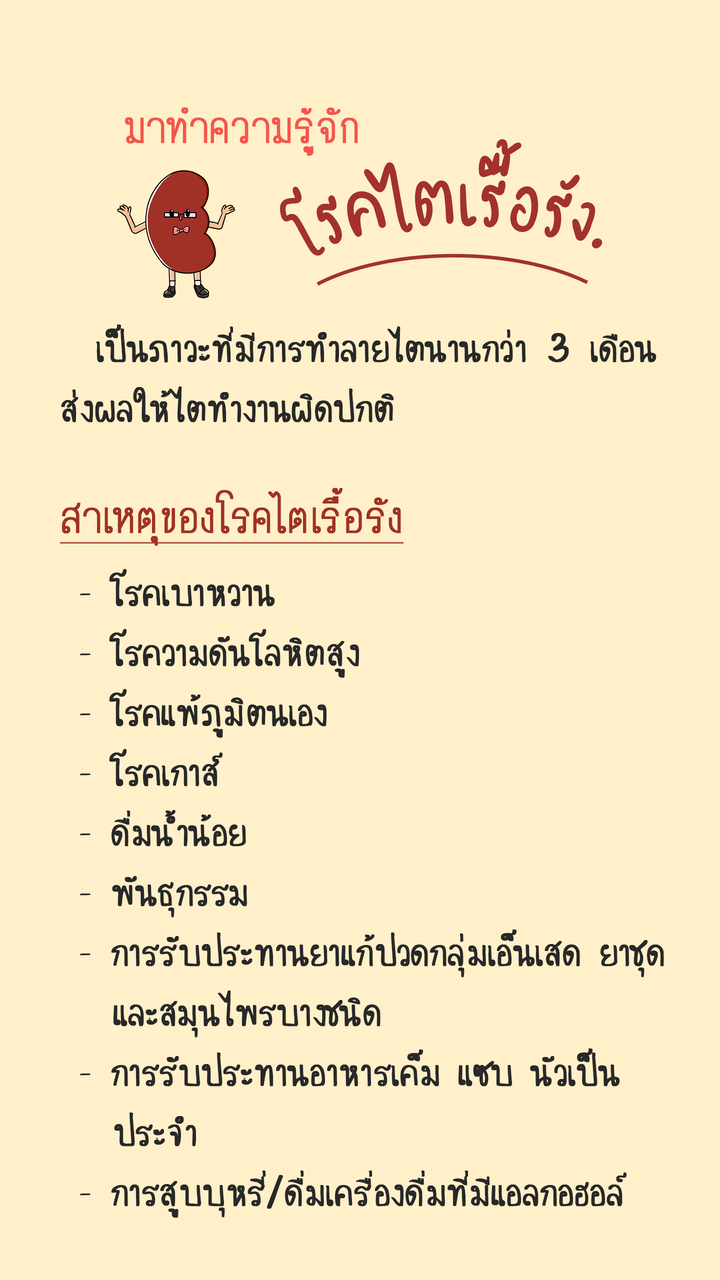 มาทำความรู้จัก
โรคไตเรื้อรัง.
เป็นภาวะที่มีการทำลายไตนานกว่า 3 เดือน
ส่งผลให้ไตทำงานผิดปกติ
สาเหตุของโรคไตเรื้อรัง
- โรคเบาหวาน
- โรความดันโลหิตสูง
- โรคแพ้ภูมิตนเอง
- โรคเกาส์
- ดื่มน้ำน้อย
- พันธุกรรม
- การรับประทานยาแก้ปวดกลุ่มเอ็นเสด ยาชุด
และสมุนไพรบางชนิด
- การรับประทานอาหารเค็ม แซบ นัวเป็น
ประจำ
- การสูบบุหรี่/ดื่มเครื่องดื่มที่มีแอลกอฮอล์